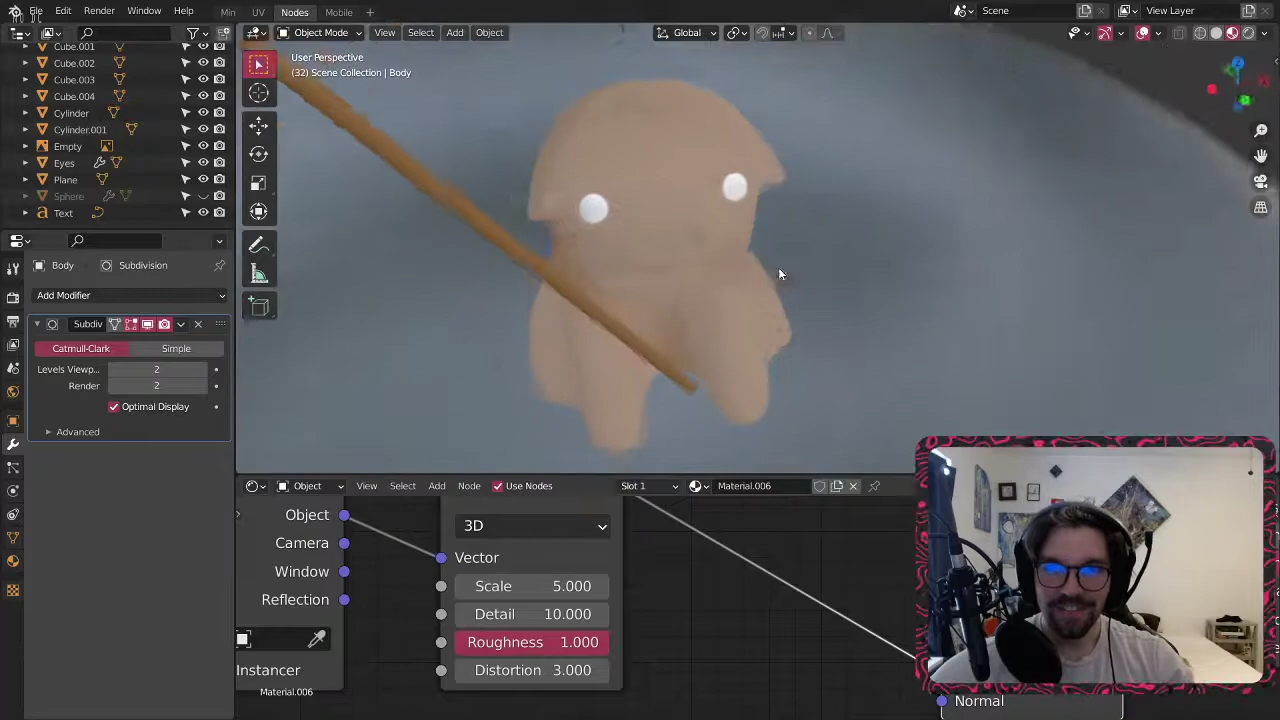 File Edit Render Window Help Min UV Nodes Mobile + Scene View Layer
Object Mode View Select Add Object Global
Cube.001
Cube.002
Cube.003
Cube.004
Cylinder
Cylinder.001
Empty
Eyes
Plane
Sphere
Text
User Perspective
(32) Scene Collection | Body
Body Subdivision
Add Modifier
Subdiv
Catmull-Clark Simple
Levels Viewp... 2
Render 2
Optimal Display
Advanced
Object View Select Add Node Use Nodes Slot 1 Material.006
Object
Camera
Window
Reflection
Instancer
Material.006
3D
Vector
Scale 5.000
Detail 10.000
Roughness 1.000
Distortion 3.000
Normal
X
Y
Z